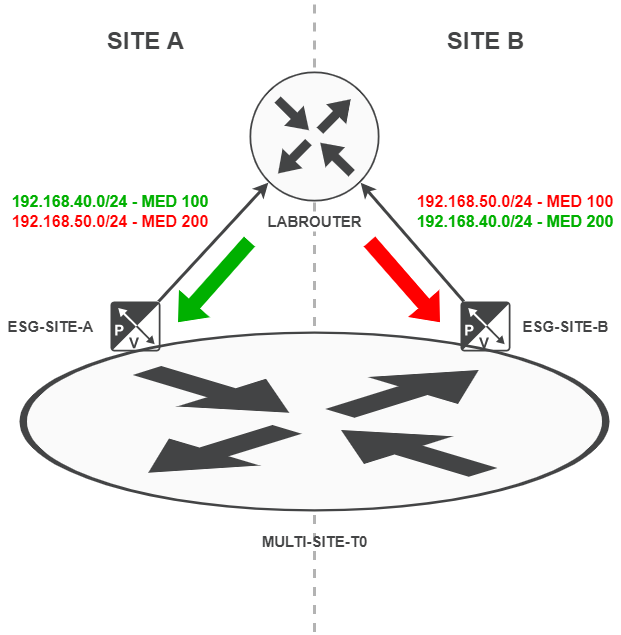 SITE A
SITE B
192.168.40.0/24 - MED 100
192.168.50.0/24 - MED 200
192.168.50.0/24 - MED 100
192.168.40.0/24 - MED 200
LABROUTER
ESG-SITE-A
P
V
P
V
ESG-SITE-B
MULTI-SITE-T0